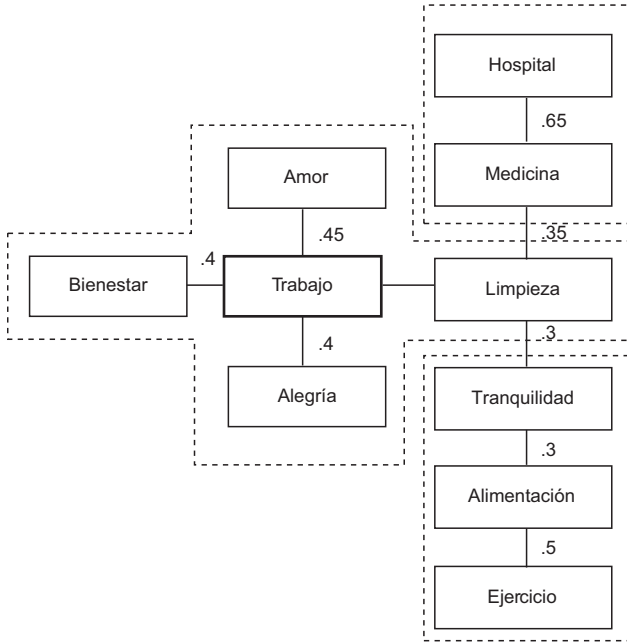 Hospital
.65
Medicina
Amor
.45
.35
Bienestar
.4
Trabajo
Limpieza
.4
.3
Alegría
Tranquilidad
.3
Alimentación
.5
Ejercicio